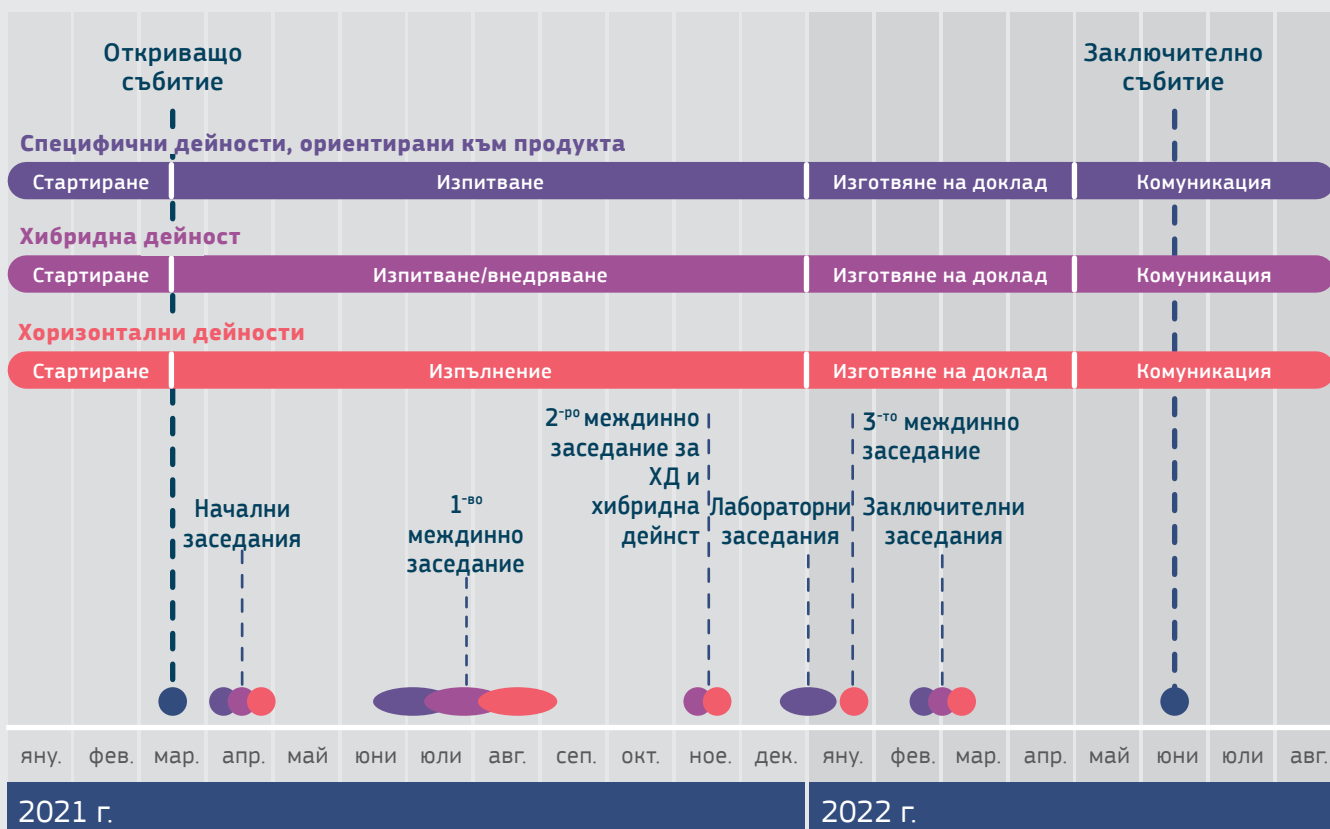 Откриващо
събитие
Заключително
събитие
Специфични дейности, ориентирани към продукта
Стартиране Изпитване Изготвяне на доклад Комуникация
Хибридна дейност
Стартиране Изпитване/внедряване Изготвяне на доклад Комуникация
Хоризонтални дейности
Стартиране Изпълнение Изготвяне на доклад Комуникация
Начални
заседания
1-во
междинно
заседание
2-ро междинно
заседание за
ХД и
хибридна
дейнст
Лабораторни
заседания
3-то междинно
заседание
Заключителни
заседания
яну. фев. мар. апр. май юни юли авг. сеп. окт. ное. дек. яну. фев. мар. апр. май юни юли авг.
2021 г. 2022 г.